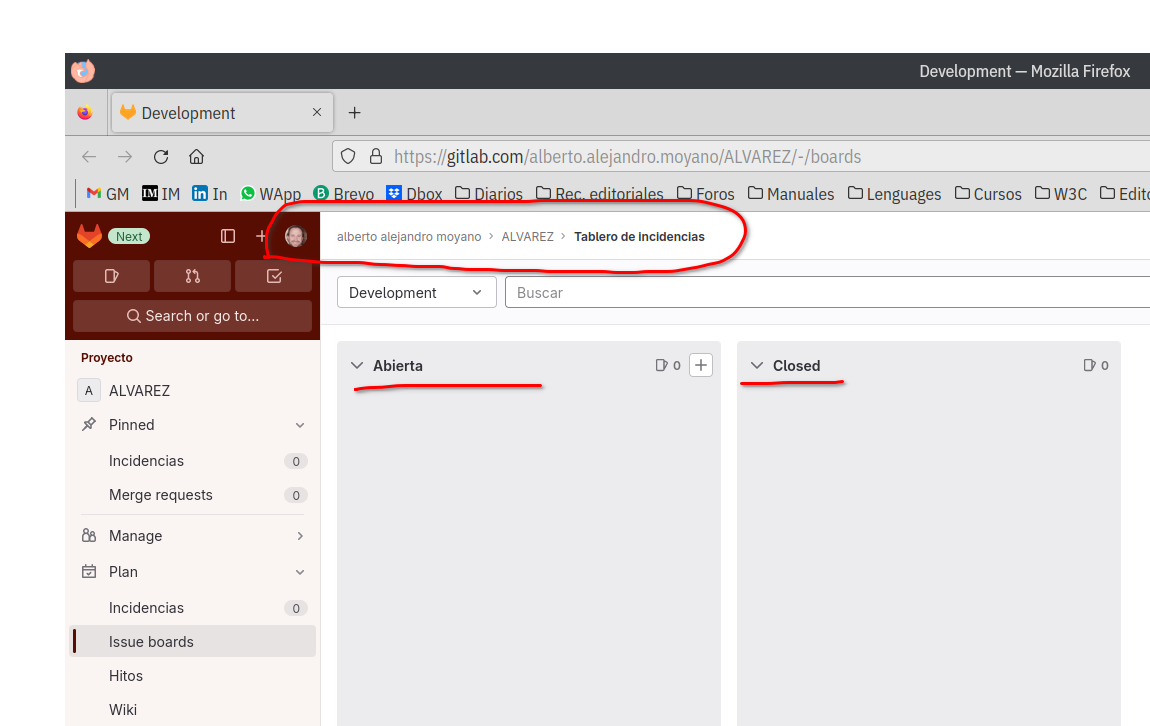 Development — Mozilla Firefox
Development
https://gitlab.com/alberto.alejandro.moyano/ALVAREZ/-/boards
GM IM IM in In WApp B Brevo Dbox Diarios Rec. editoriales Foros Manuales Lenguages Cursos W3C Edito
Next
alberto alejandro moyano › ALVAREZ › Tablero de incidencias
Development Buscar
Search or go to...
Proyecto
Abierta 0
Closed 0
A ALVAREZ
Pinned
Incidencias 0
Merge requests 0
Manage
Plan
Incidencias 0
Issue boards
Hitos
Wiki